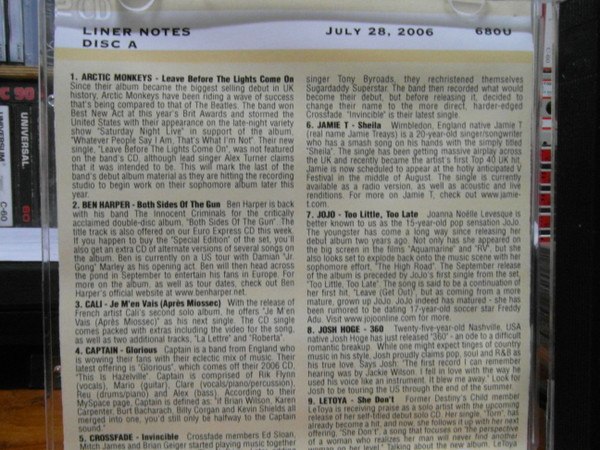 2CD
LINER NOTES JULY 28, 2006 680U
DISC A
1. ARCTIC MONKEYS - Leave Before The Lights Come On
Since their album became the biggest selling debut in UK
history, Arctic Monkeys have been riding a wave of success
that's being compared to that of The Beatles. The band won
Best New Act at this year's Brit Awards and stormed the
United States with their appearance on the late-night variety
show "Saturday Night Live" in support of the album,
"Whatever People Say I Am, That's What I'm Not". Their new
single, "Leave Before The Lights Come On", was not featured
on the band's CD, although lead singer Alex Turner claims
that it was intended to be. This will mark the last of the
band's debut album material as they are hitting the recording
studio to begin work on their sophomore album later this
year.
2. BEN HARPER - Both Sides Of The Gun Ben Harper is back
with his band The Innocent Criminals for the critically
acclaimed double-disc album, "Both Sides Of The Gun". The
title track is also offered on our Euro Express CD this week.
If you happen to buy the "Special Edition" of the set, you'll
also get an extra CD of alternate versions of several songs on
the album. Ben is currently on a US tour with Damian "Jr.
Gong" Marley as his opening act. Ben will then head across
the pond in September to entertain his fans in Europe. For
more on the album, as well as tour dates, check out Ben
Harper's official website at www.benharper.net.
3. CALI - Je M'en Vais (Après Miossec) With the release of
French artist Cali's second solo album, he offers "Je M'en
Vais (Après Miossec)" as his next single. The CD single
comes packed with extras including the video for the song,
as well as two additional tracks, "La Lettre" and "Roberta".
4. CAPTAIN - Glorious Captain is a band from England who
is wowing their fans with their eclectic mix of music. Their
latest offering is "Glorious", which comes off their 2006 CD,
"This Is Hazelville". Captain is comprised of Rik Flynn
(vocals), Mario (guitar), Clare (vocals/piano/percussion),
Reu (drums/piano) and Alex (bass). According to their
MySpace page, Captain is defined as: "If Brian Wilson, Karen
Carpenter, Burt Bacharach, Billy Corgan and Kevin Shields all
merged into one, you'd still only be halfway to the Captain
sound."
5. CROSSFADE - Invincible Crossfade members Ed Sloan,
Mitch James and Brian Geiger started playing music together
singer Tony Byroads, they rechristened themselves
Sugardaddy Superstar. The band then recorded what would
become their debut, but before releasing it, decided to
change their name to the more direct, harder-edged
Crossfade. "Invincible" is their latest single.
6. JAMIE T - Sheila Wimbledon, England native Jamie T
(real name Jamie Treays) is a 20-year-old singer/songwriter
who has a smash song on his hands with the simply titled
"Sheila". The single has been getting massive airplay across
the UK and recently became the artist's first Top 40 UK hit.
Jamie is now scheduled to appear at the hotly anticipated V
Festival in the middle of August. The single is currently
available as a radio version, as well as acoustic and live
renditions. For more on Jamie T, check out www.jamie-
t.com.
7. JOJO - Too Little, Too Late Joanna Noëlle Levesque is
better known to us as the 15-year-old pop sensation JoJo.
The youngster has come a long way since releasing her
debut album two years ago. Not only has she appeared on
the big screen in the films "Aquamarine" and "RV", but she
also looks set to explode back onto the music scene with her
sophomore effort, "The High Road". The September release
of the album is preceded by JoJo's first single from the set,
"Too Little, Too Late". The song is said to be a continuation of
her first hit, "Leave (Get Out)", but as coming from a more
mature, grown up JoJo. JoJo indeed has matured - she has
been rumored to be dating 17-year-old soccer star Freddy
Adu. Visit www.jojoonline.com for more.
8. JOSH HOGE - 360 Twenty-five-year-old Nashville, USA
native Josh Hoge has just released "360" - an ode to a difficult
romantic breakup. While one might expect tinges of country
music in his style, Josh proudly claims pop, soul and R&B as
his true love. Says Josh: "The first record I can remember
hearing was by Jackie Wilson. I fell in love with the way he
used his voice like an instrument. It blew me away." Look for
Josh to be touring the US through the end of the summer.
9. LETOYA - She Don't Former Destiny's Child member
LeToya is receiving praise as a solo artist with the upcoming
release of her self-titled debut solo CD. Her single, "Torn", has
already become a hit, and now, she follows it up with her next
offering, "She Don't", a song that focuses on "the perspective
of a woman who realizes her man will never find another
woman on her level." Talking about the album, LeToya
UNIVERSAL
C-60